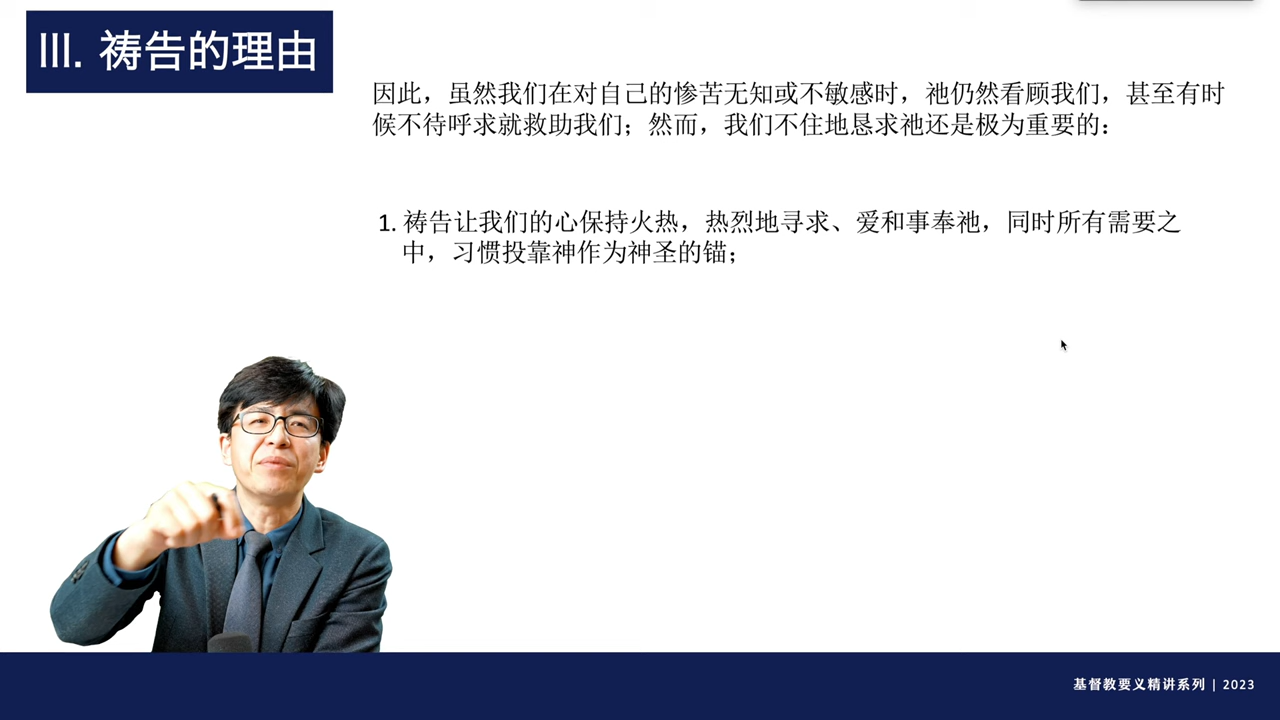 III. 祷告的理由
因此，虽然我们在对自己的惨苦无知或不敏感时，祂仍然看顾我们，甚至有时
候不待呼求就救助我们；然而，我们不住地恳求祂还是极为重要的：
1. 祷告让我们的心保持火热，热烈地寻求、爱和事奉祂，同时所有需要之
中，习惯投靠神作为神圣的锚；
基督教要义精讲系列 | 2023